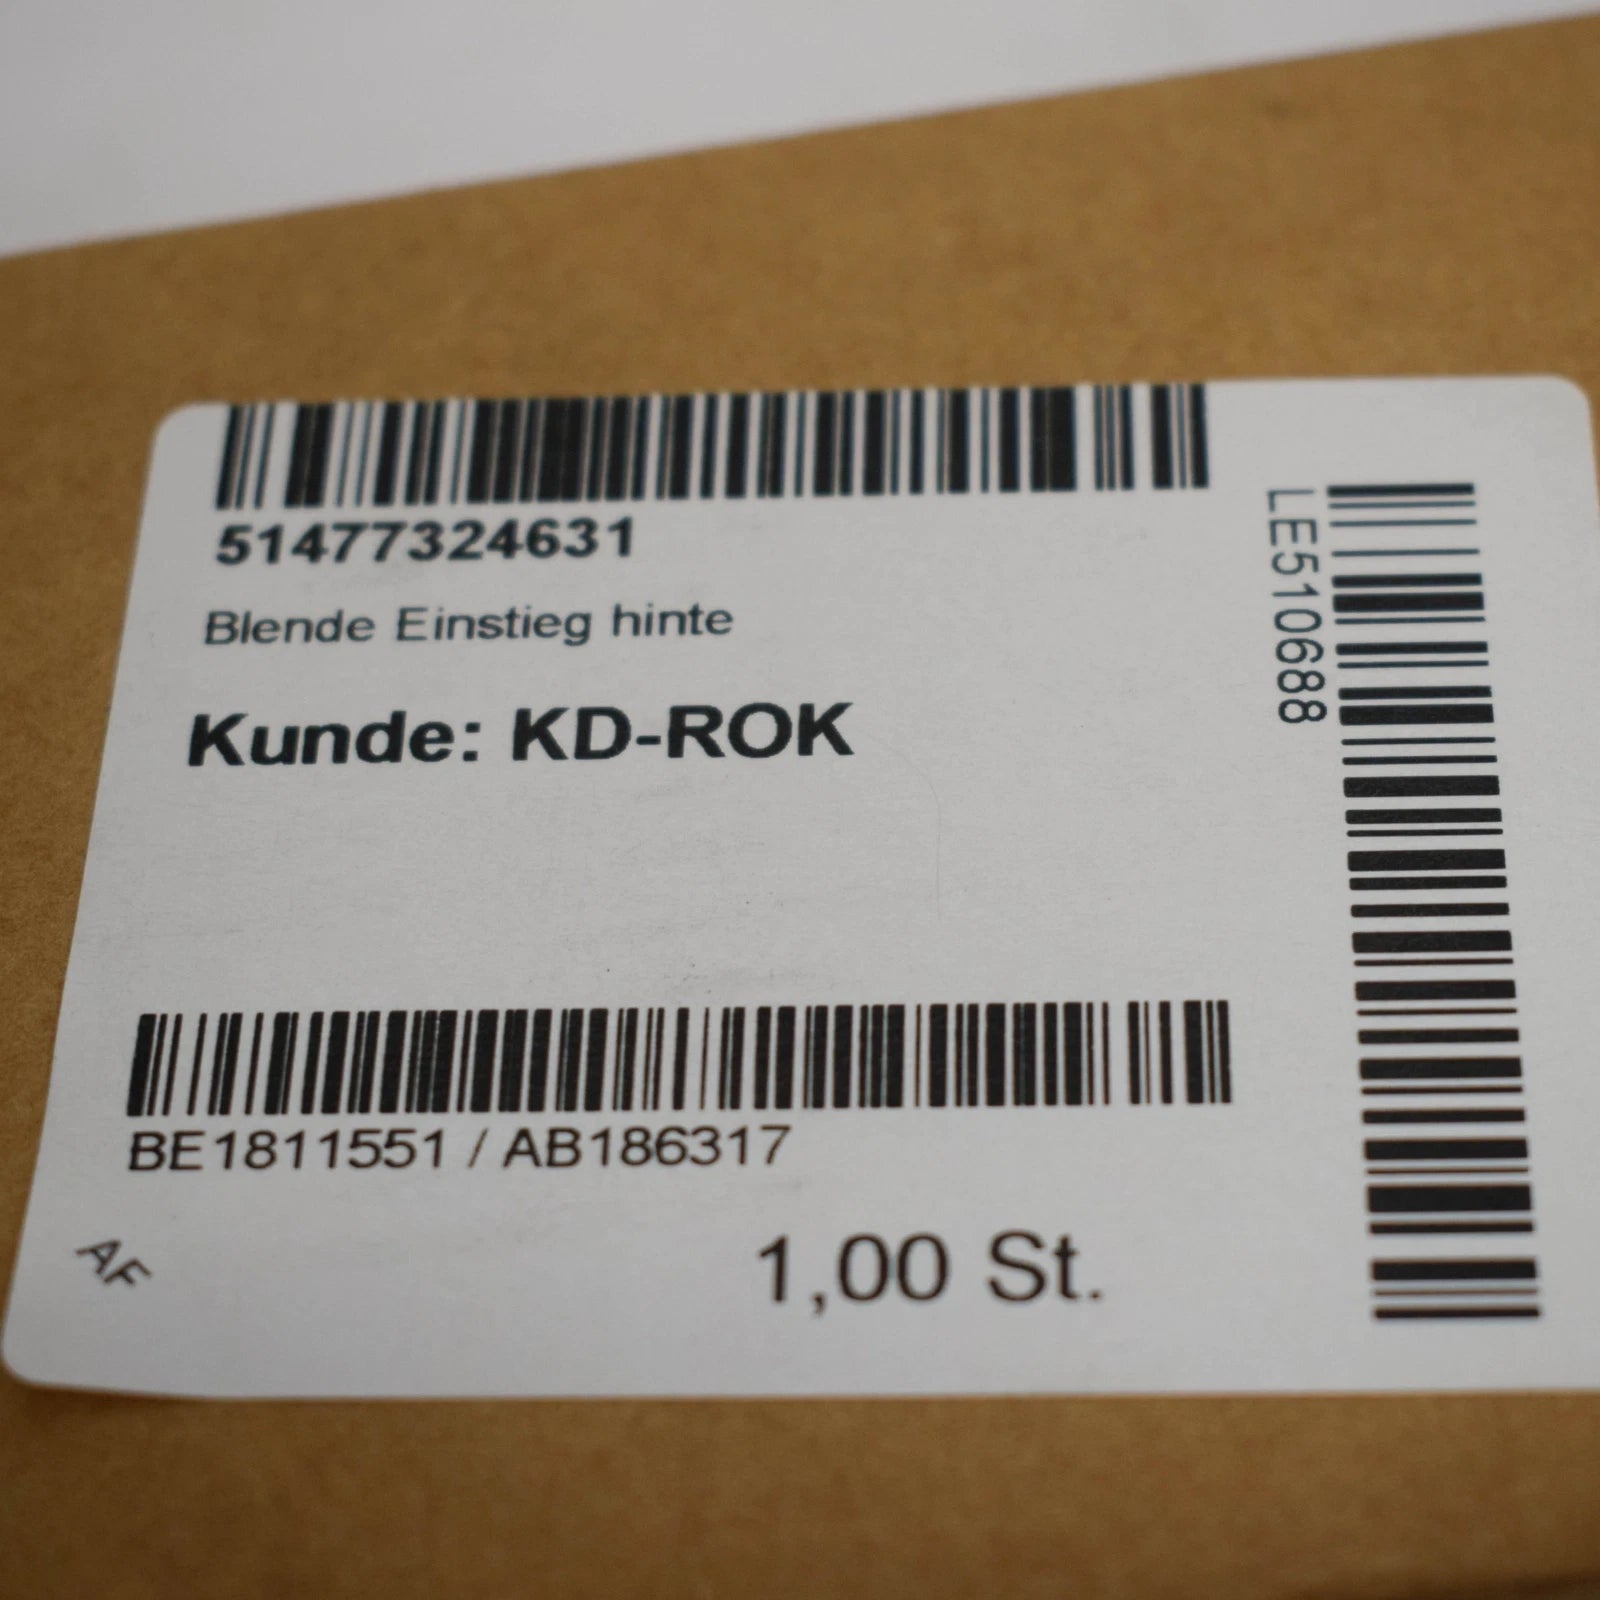 51477324631
Blende Einstieg hinte
Kunde: KD-ROK
LE510688
BE1811551 / AB186317
AF
1,00 St.